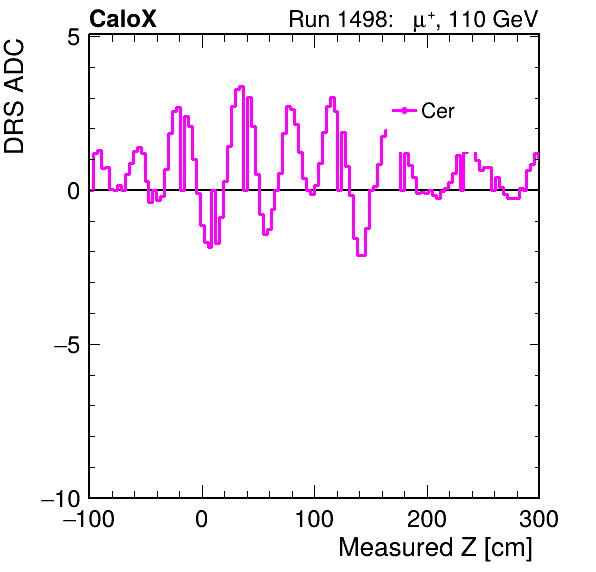 CaloX Run 1498: μ⁺, 110 GeV
DRS ADC
5
0
−5
−10
Cer
−100 0 100 200 300
Measured Z [cm]